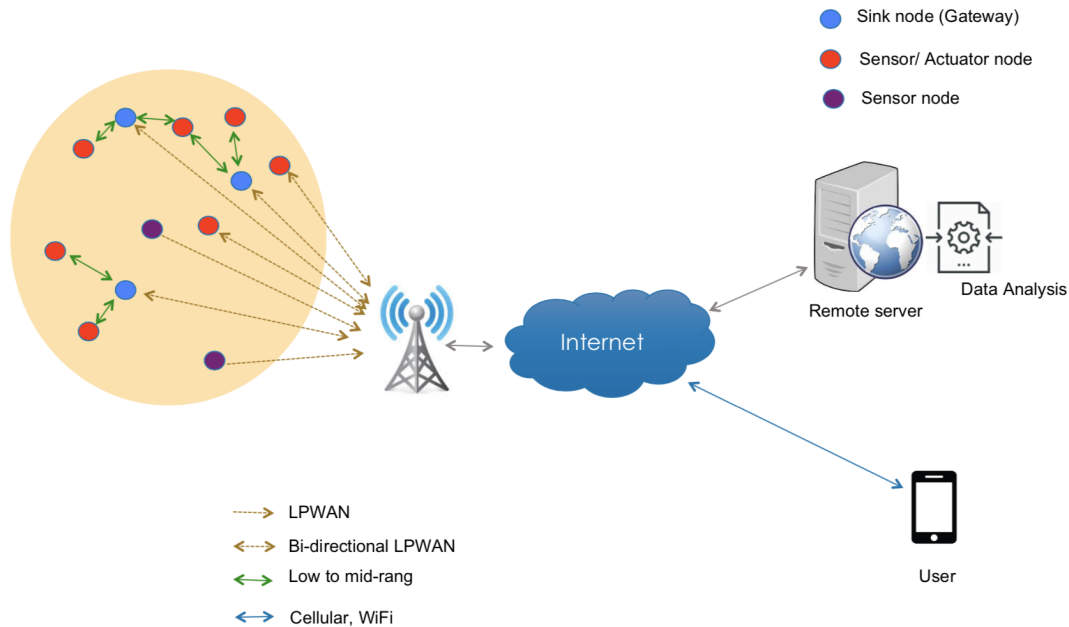 Sink node (Gateway)
Sensor/ Actuator node
Sensor node
Remote server
Data Analysis
Internet
User
LPWAN
Bi-directional LPWAN
Low to mid-rang
Cellular, WiFi